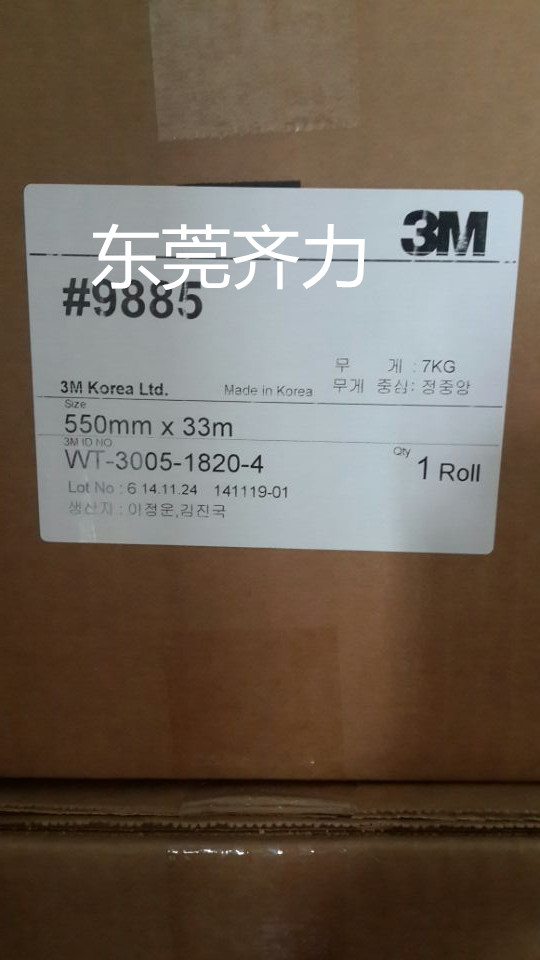 3M
东莞齐力
#9885
무 게 : 7KG
3M Korea Ltd. Made in Korea 무게 중심: 정중앙
Size
550mm x 33m
3M ID NO
WT-3005-1820-4
Qty 1 Roll
Lot No : 6 14.11.24 141119-01
생산자 : 이정운,김진국